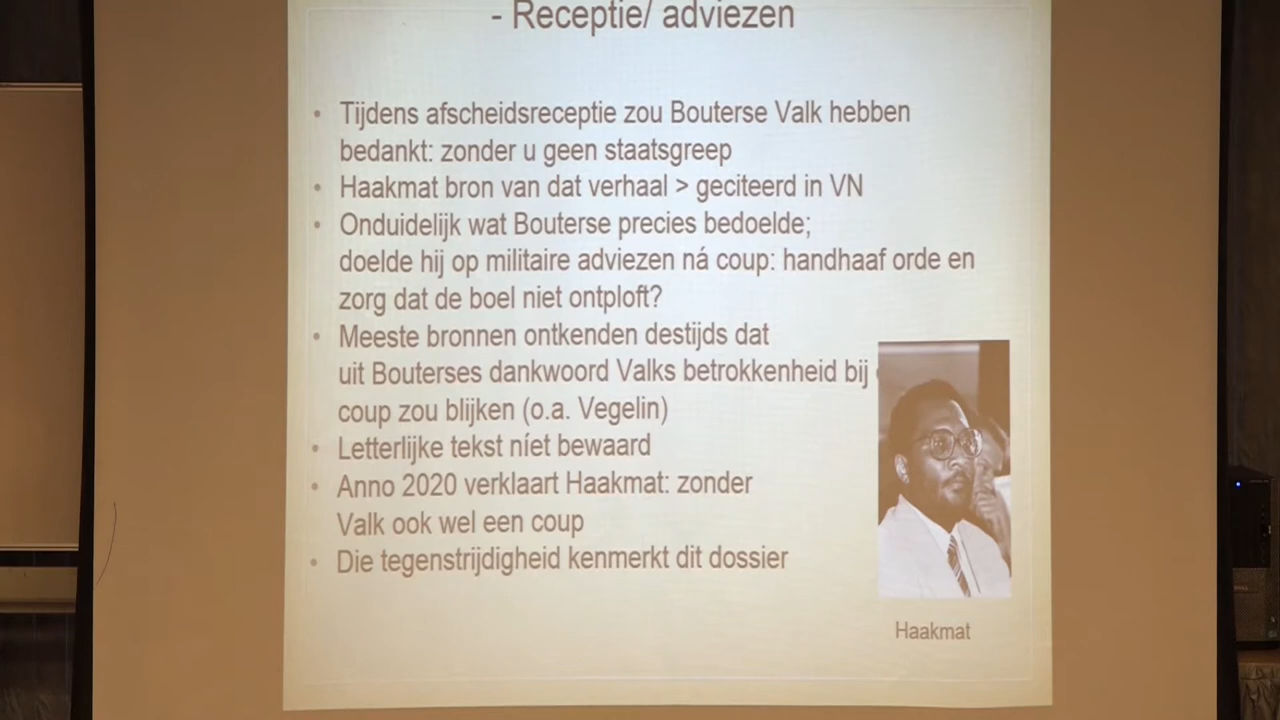 - Receptie/ adviezen
• Tijdens afscheidsreceptie zou Bouterse Valk hebben
bedankt: zonder u geen staatsgreep
• Haakmat bron van dat verhaal > geciteerd in VN
• Onduidelijk wat Bouterse precies bedoelde;
doelde hij op militaire adviezen ná coup: handhaaf orde en
zorg dat de boel niet ontploft?
• Meeste bronnen ontkenden destijds dat
uit Bouterses dankwoord Valks betrokkenheid bij
coup zou blijken (o.a. Vegelin)
• Letterlijke tekst níet bewaard
• Anno 2020 verklaart Haakmat: zonder
Valk ook wel een coup
• Die tegenstrijdigheid kenmerkt dit dossier
Haakmat